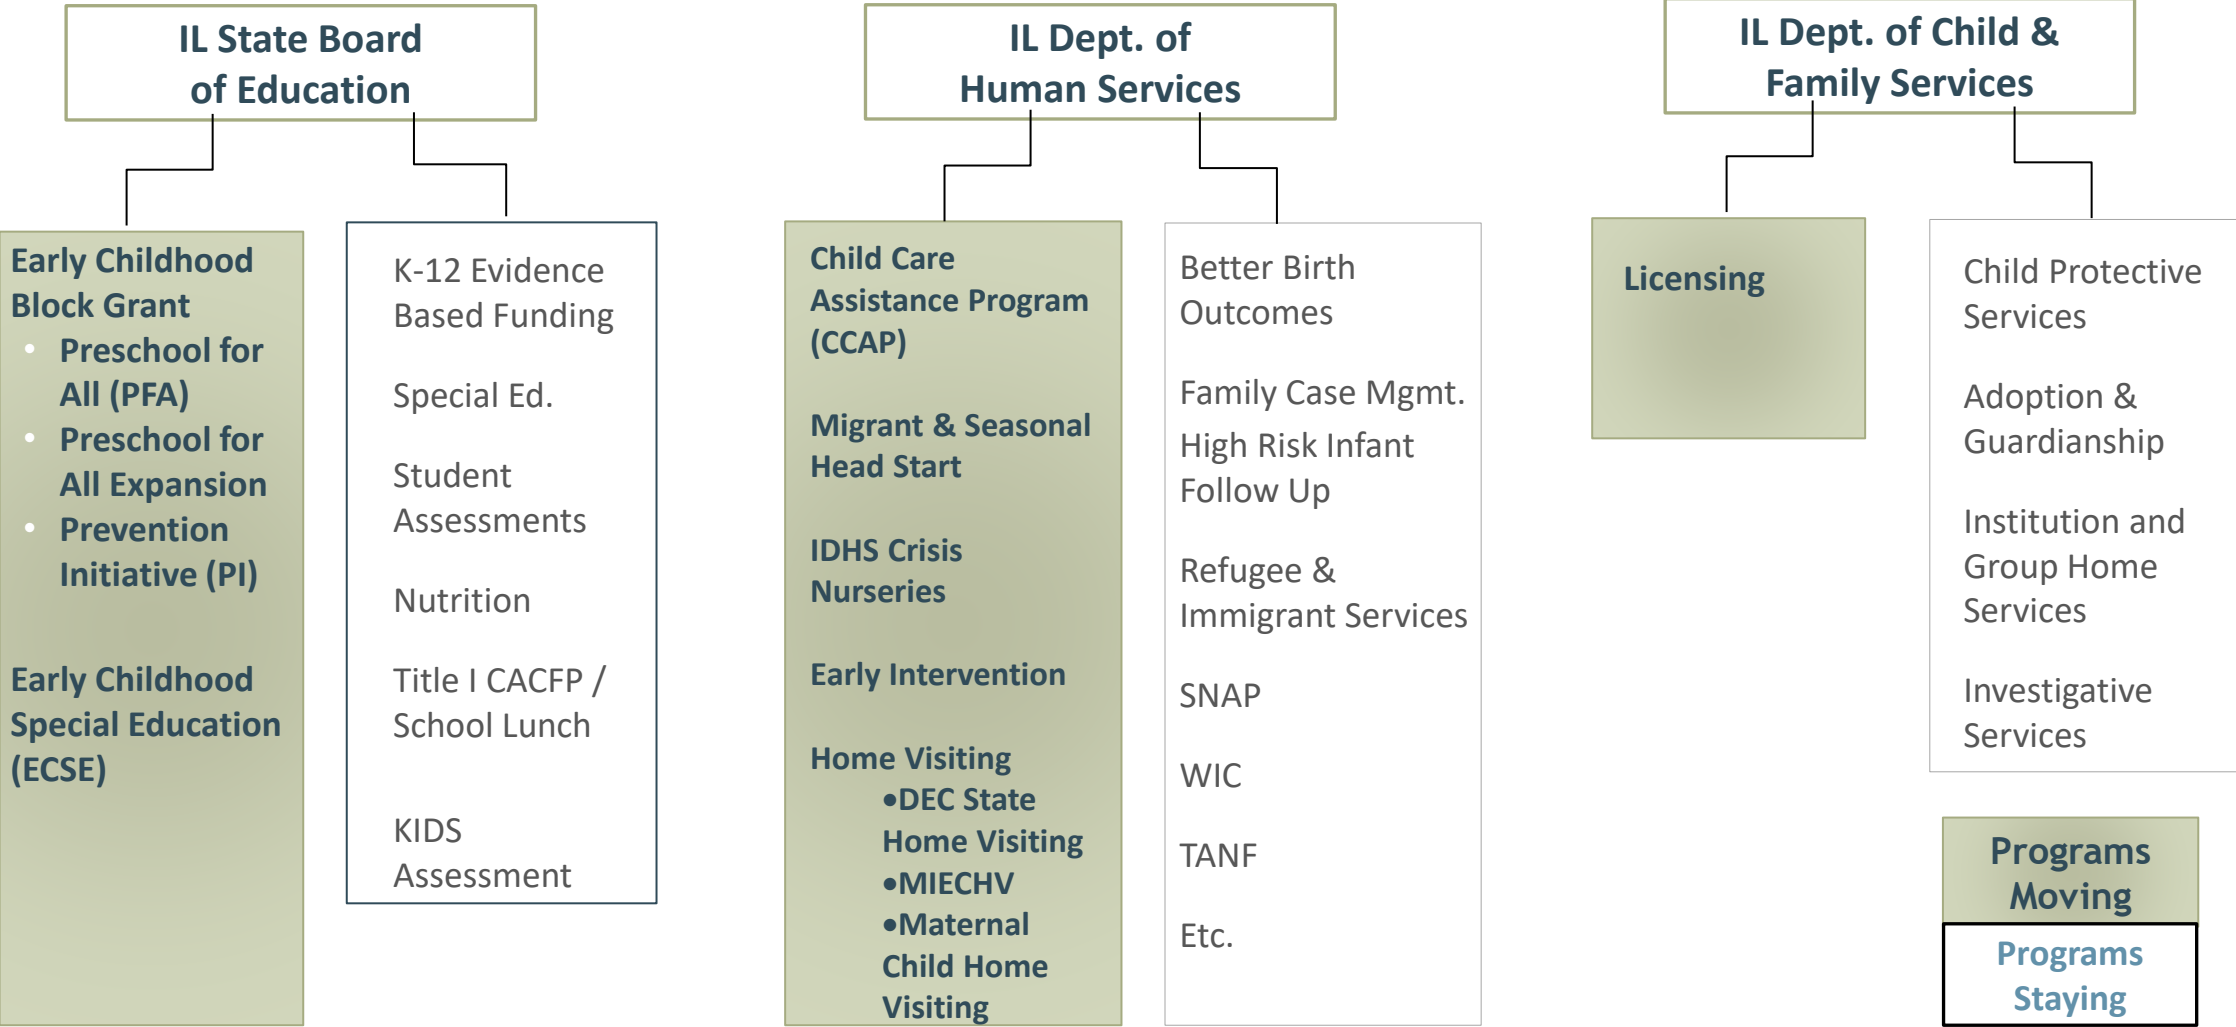 IL State Board
of Education
Early Childhood
Block Grant
• Preschool for
All (PFA)
• Preschool for
All Expansion
• Prevention
Initiative (PI)
Early Childhood
Special Education
(ECSE)
K-12 Evidence
Based Funding
Special Ed.
Student
Assessments
Nutrition
Title I CACFP /
School Lunch
KIDS
Assessment
IL Dept. of
Human Services
Child Care
Assistance Program
(CCAP)
Migrant & Seasonal
Head Start
IDHS Crisis
Nurseries
Early Intervention
Home Visiting
•DEC State
Home Visiting
•MIECHV
•Maternal
Child Home
Visiting
Better Birth
Outcomes
Family Case Mgmt.
High Risk Infant
Follow Up
Refugee &
Immigrant Services
SNAP
WIC
TANF
Etc.
IL Dept. of Child &
Family Services
Licensing
Child Protective
Services
Adoption &
Guardianship
Institution and
Group Home
Services
Investigative
Services
Programs
Moving
Programs
Staying